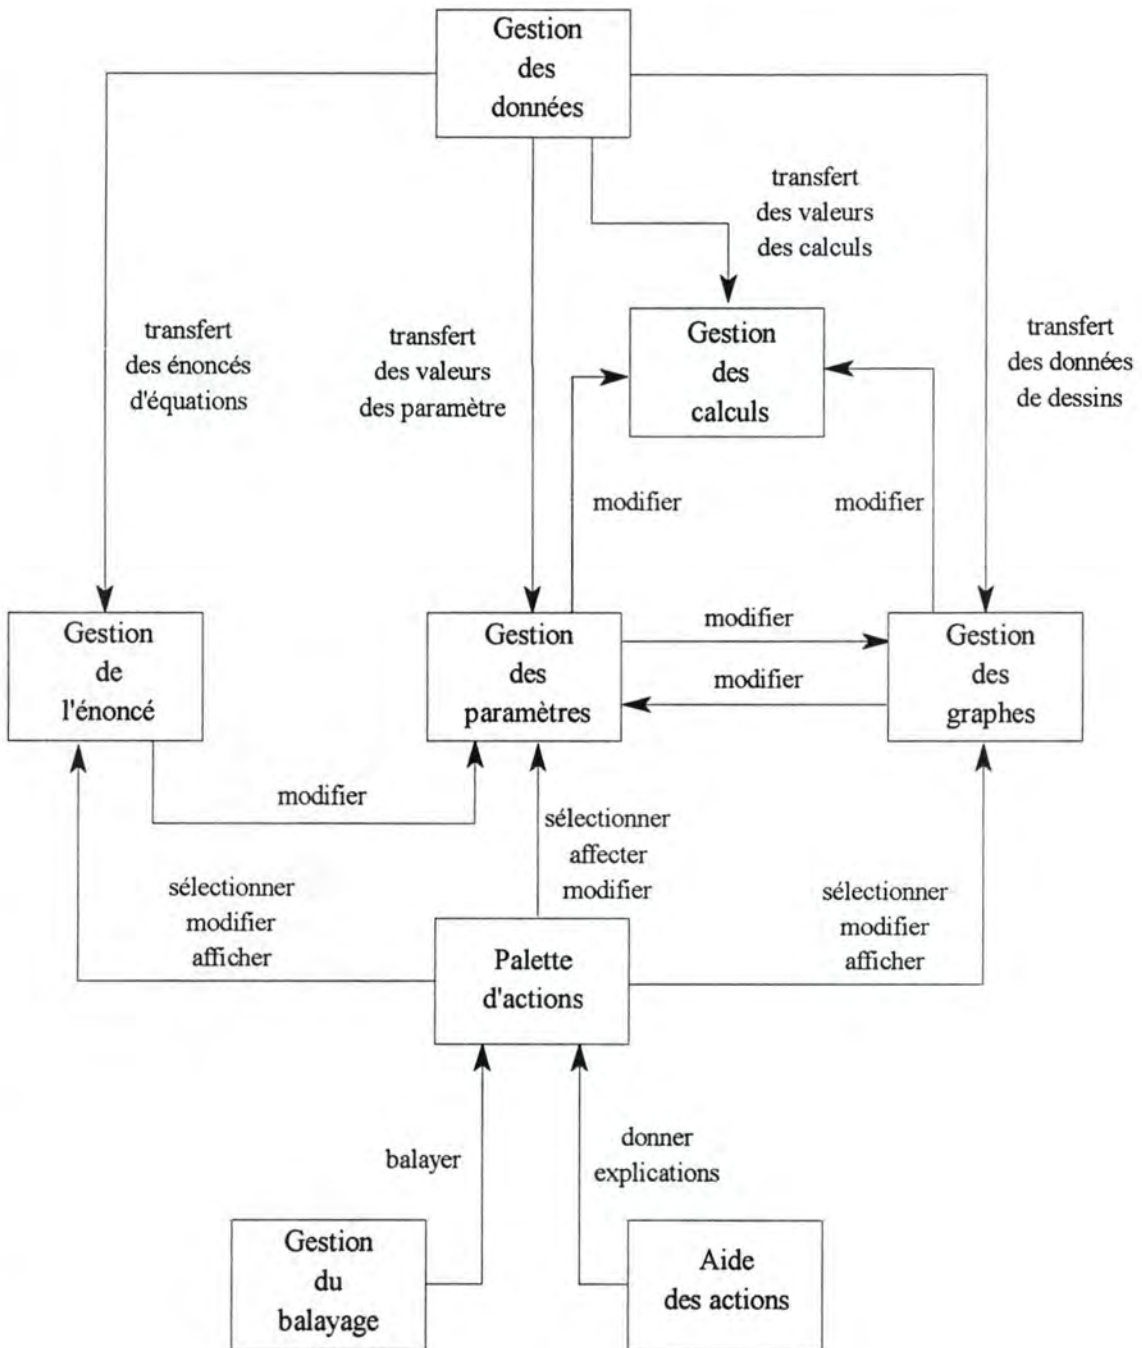 Gestion
des
données
transfert
des valeurs
des calculs
transfert
des énoncés
d'équations
transfert
des valeurs
des paramètre
Gestion
des
calculs
transfert
des données
de dessins
modifier
modifier
Gestion
de
l'énoncé
Gestion
des
paramètres
modifier
modifier
Gestion
des
graphes
modifier
sélectionner
affecter
modifier
sélectionner
modifier
afficher
sélectionner
modifier
afficher
Palette
d'actions
balayer
donner
explications
Gestion
du
balayage
Aide
des actions